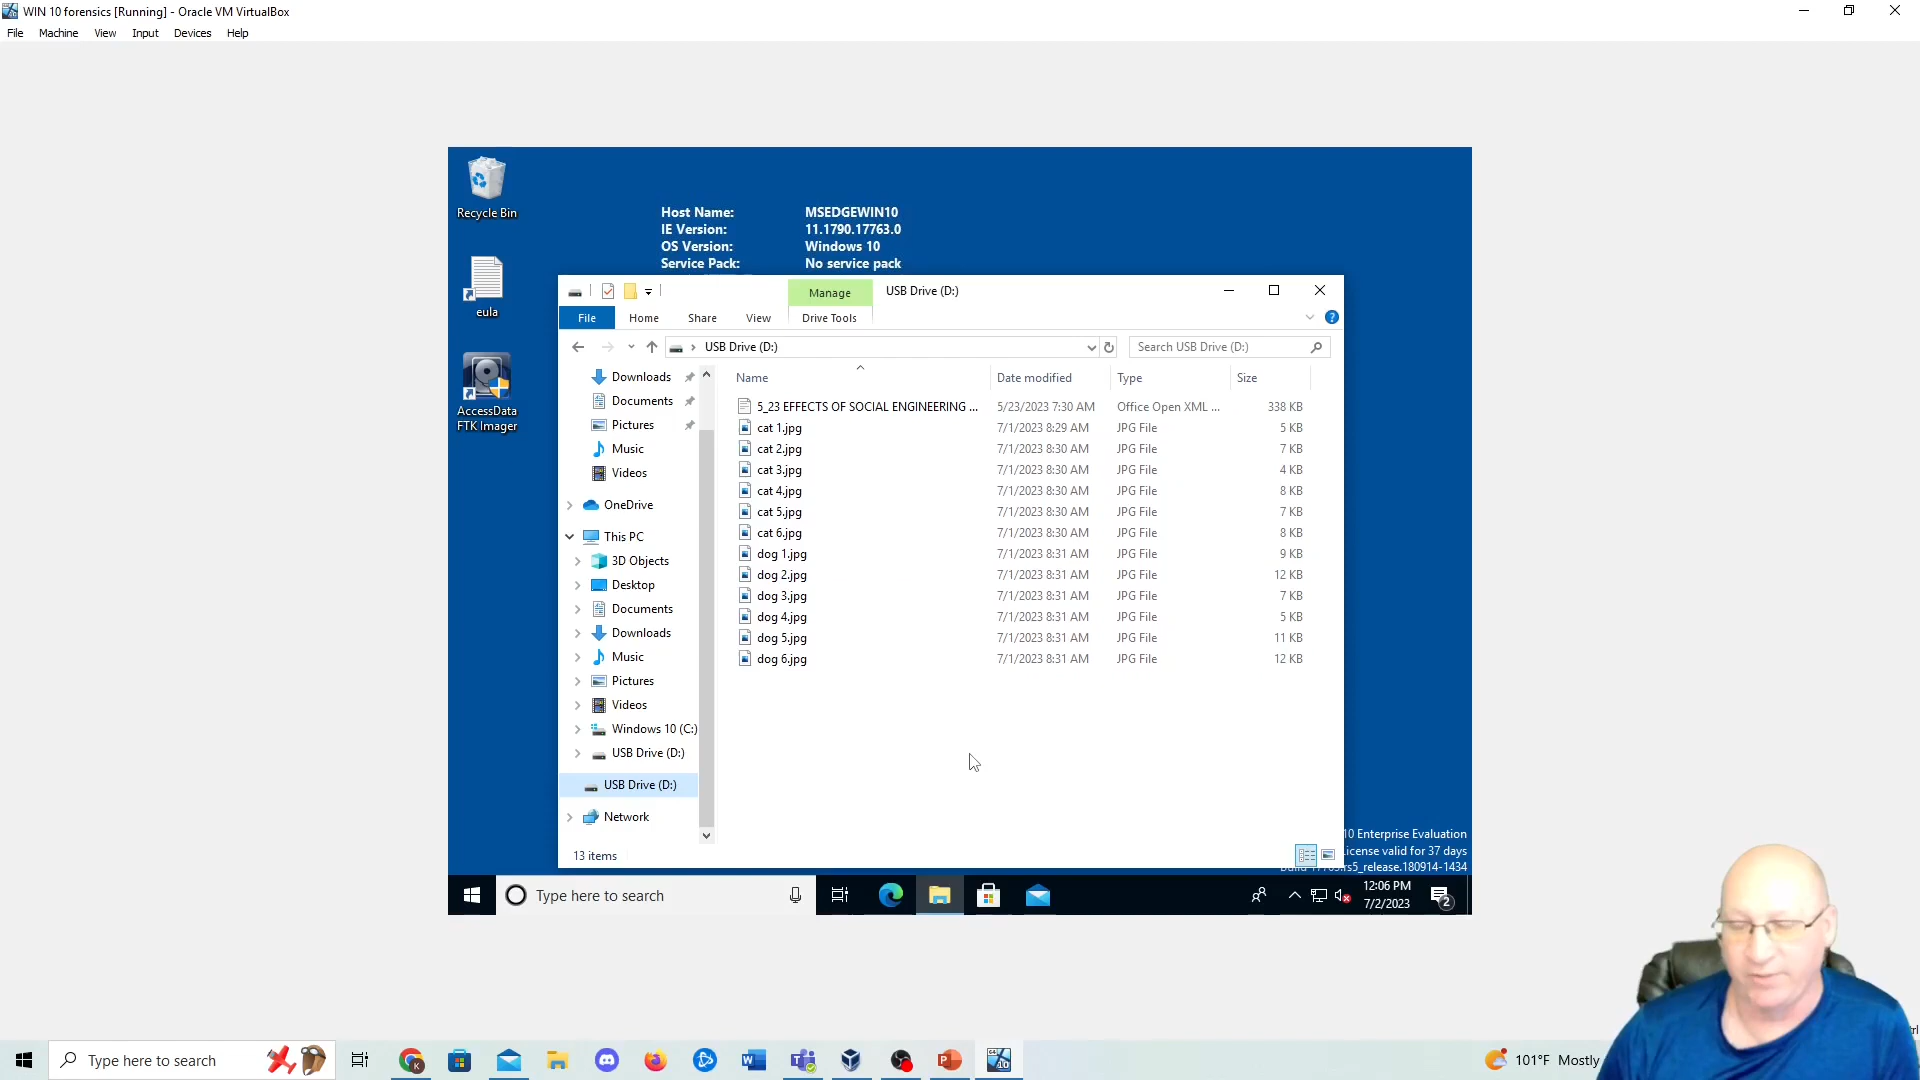 WIN 10 forensics [Running] - Oracle VM VirtualBox
File Machine View Input Devices Help
Recycle Bin
eula
AccessData
FTK Imager
Host Name: MSEDGEWIN10
IE Version: 11.1790.17763.0
OS Version: Windows 10
Service Pack: No service pack
Manage USB Drive (D:)
File Home Share View Drive Tools
USB Drive (D:) Search USB Drive (D:)
Downloads
Documents
Pictures
Music
Videos
OneDrive
This PC
3D Objects
Desktop
Documents
Downloads
Music
Pictures
Videos
Windows 10 (C:)
USB Drive (D:)
USB Drive (D:)
Network
Name Date modified Type Size
5_23 EFFECTS OF SOCIAL ENGINEERING ... 5/23/2023 7:30 AM Office Open XML ... 338 KB
cat 1.jpg 7/1/2023 8:29 AM JPG File 5 KB
cat 2.jpg 7/1/2023 8:30 AM JPG File 7 KB
cat 3.jpg 7/1/2023 8:30 AM JPG File 4 KB
cat 4.jpg 7/1/2023 8:30 AM JPG File 8 KB
cat 5.jpg 7/1/2023 8:30 AM JPG File 7 KB
cat 6.jpg 7/1/2023 8:30 AM JPG File 8 KB
dog 1.jpg 7/1/2023 8:31 AM JPG File 9 KB
dog 2.jpg 7/1/2023 8:31 AM JPG File 12 KB
dog 3.jpg 7/1/2023 8:31 AM JPG File 7 KB
dog 4.jpg 7/1/2023 8:31 AM JPG File 5 KB
dog 5.jpg 7/1/2023 8:31 AM JPG File 11 KB
dog 6.jpg 7/1/2023 8:31 AM JPG File 12 KB
13 items
10 Enterprise Evaluation
icense valid for 37 days
rs5_release.180914-1434
Type here to search
12:06 PM
7/2/2023
2
Type here to search
101°F Mostly